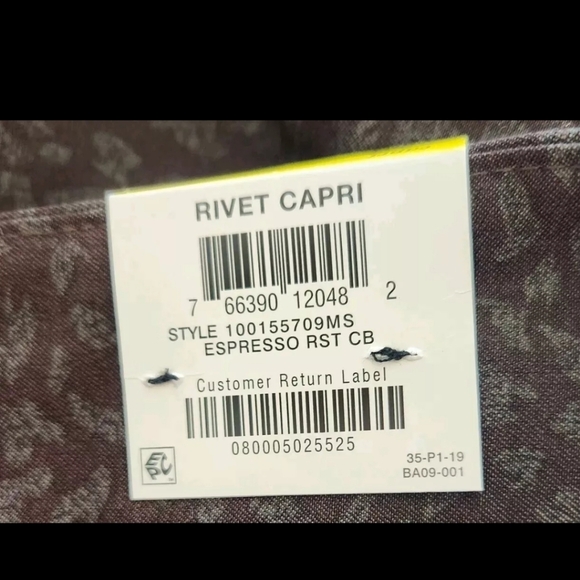 RIVET CAPRI
7 66390 12048 2
STYLE 100155709MS
ESPRESSO RST CB
Customer Return Label
080005025525
EPC
35-P1-19
BA09-001